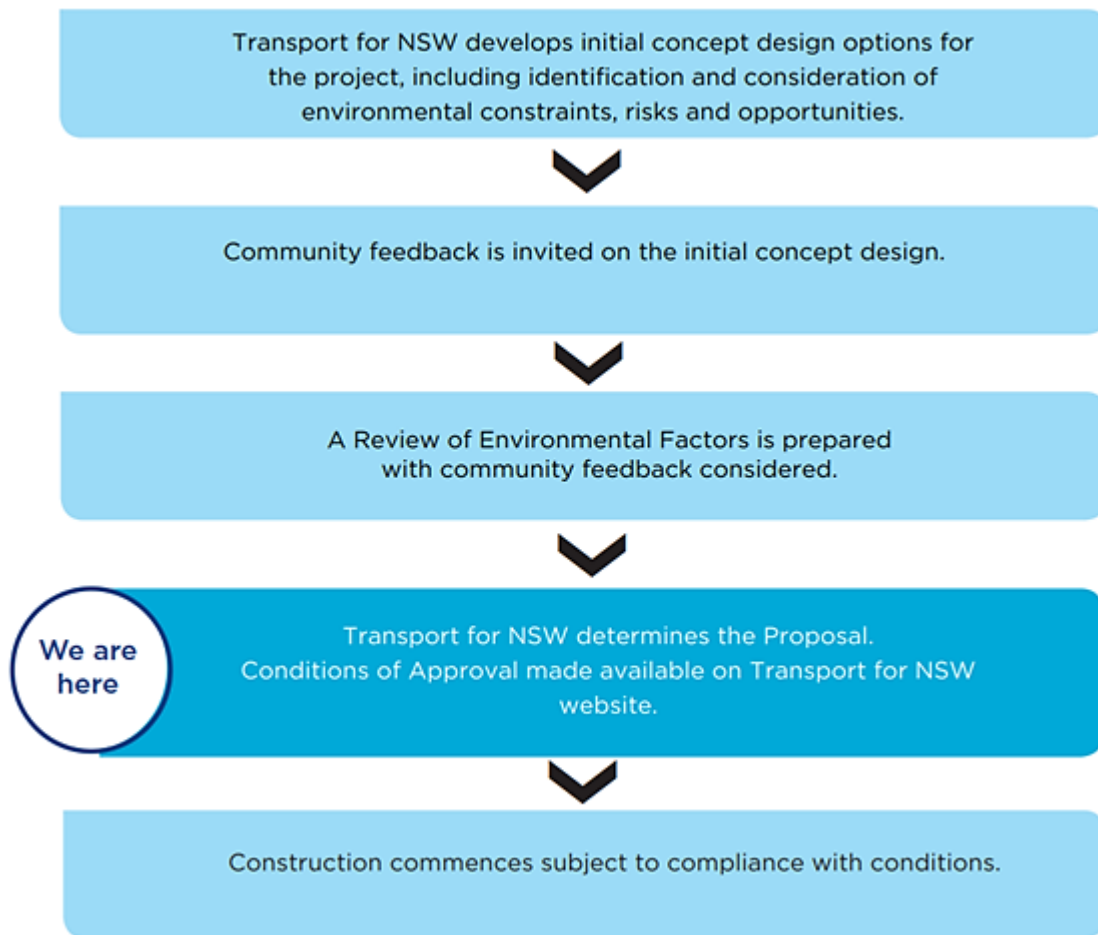 Transport for NSW develops initial concept design options for
the project, including identification and consideration of
environmental constraints, risks and opportunities.
Community feedback is invited on the initial concept design.
A Review of Environmental Factors is prepared
with community feedback considered.
We are
here
Transport for NSW determines the Proposal.
Conditions of Approval made available on Transport for NSW
website.
Construction commences subject to compliance with conditions.